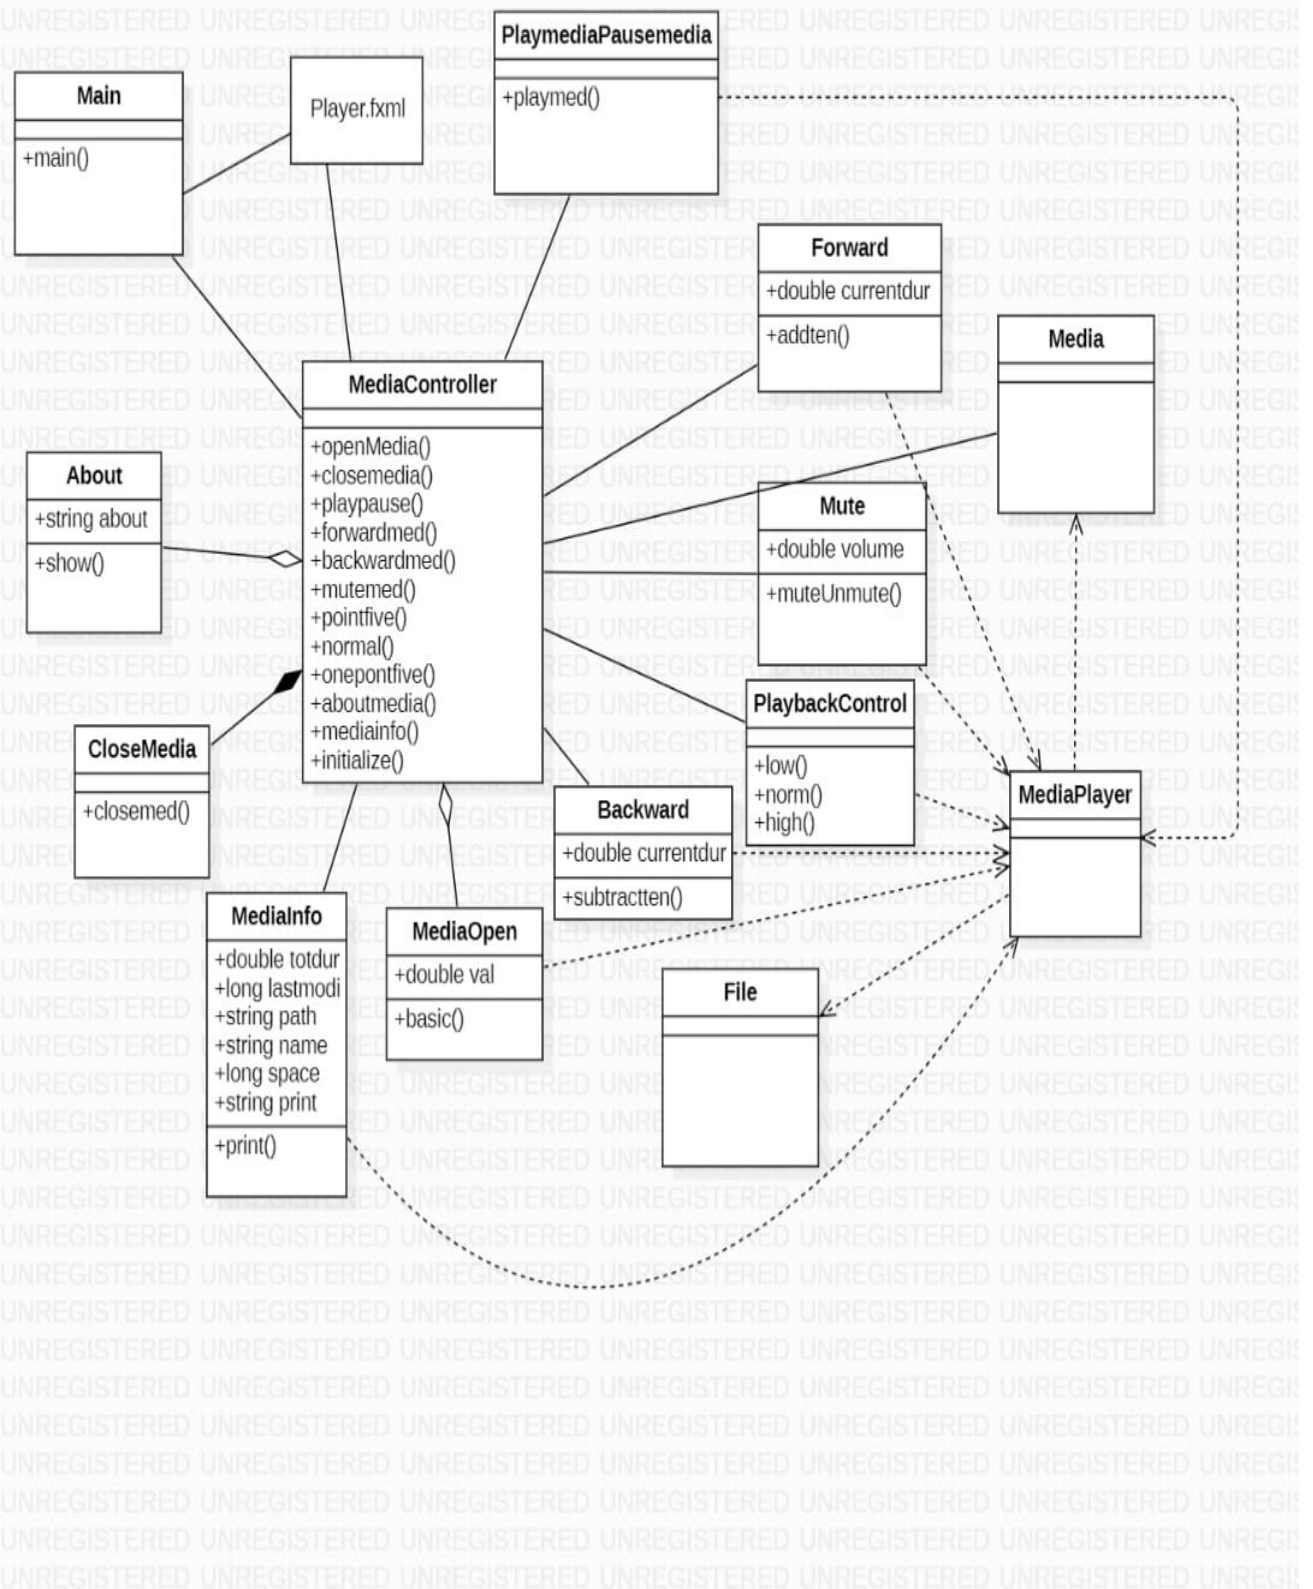 PlaymediaPausemedia
+playmed()
Main
+main()
Player.fxml
Forward
+double currentdur
+addten()
Media
MediaController
+openMedia()
+closemedia()
+playpause()
+forwardmed()
+backwardmed()
+mutemed()
+pointfive()
+normal()
+onepontfive()
+aboutmedia()
+mediainfo()
+initialize()
About
+string about
+show()
Mute
+double volume
+muteUnmute()
PlaybackControl
+low()
+norm()
+high()
CloseMedia
+closemed()
MediaPlayer
Backward
+double currentdur
+subtractten()
MediaInfo
+double totdur
+long lastmodi
+string path
+string name
+long space
+string print
+print()
MediaOpen
+double val
+basic()
File
UNREGISTERED